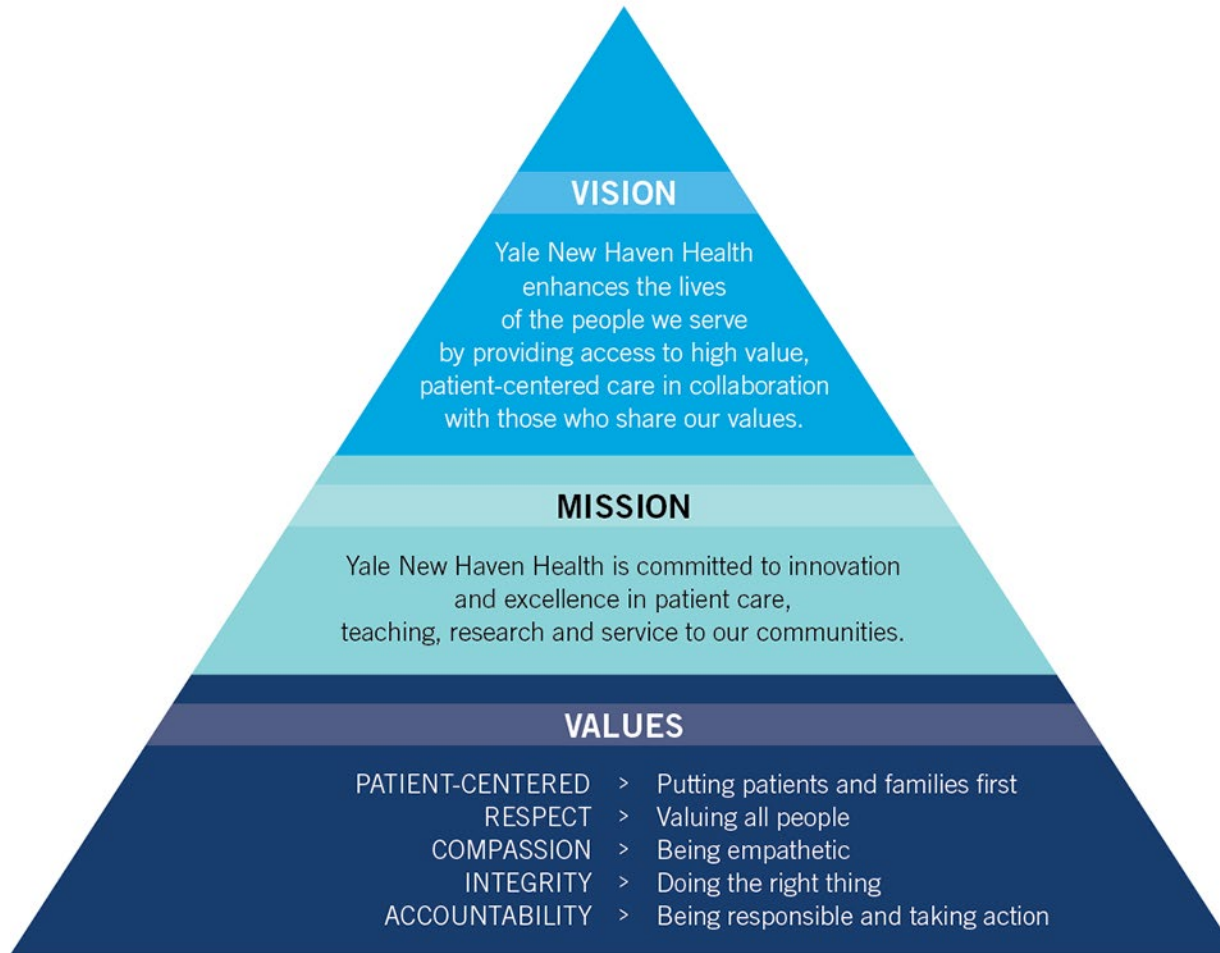 VISION
Yale New Haven Health
enhances the lives
of the people we serve
by providing access to high value,
patient-centered care in collaboration
with those who share our values.
MISSION
Yale New Haven Health is committed to innovation
and excellence in patient care,
teaching, research and service to our communities.
VALUES
PATIENT-CENTERED > Putting patients and families first
RESPECT > Valuing all people
COMPASSION > Being empathetic
INTEGRITY > Doing the right thing
ACCOUNTABILITY > Being responsible and taking action